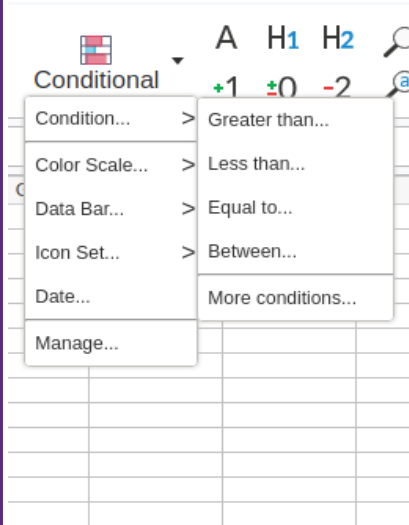 A H1 H2
Conditional
+1 ±0 -2
Condition... >
Greater than...
Color Scale... >
Less than...
Data Bar... >
Equal to...
Icon Set... >
Between...
Date...
More conditions...
Manage...